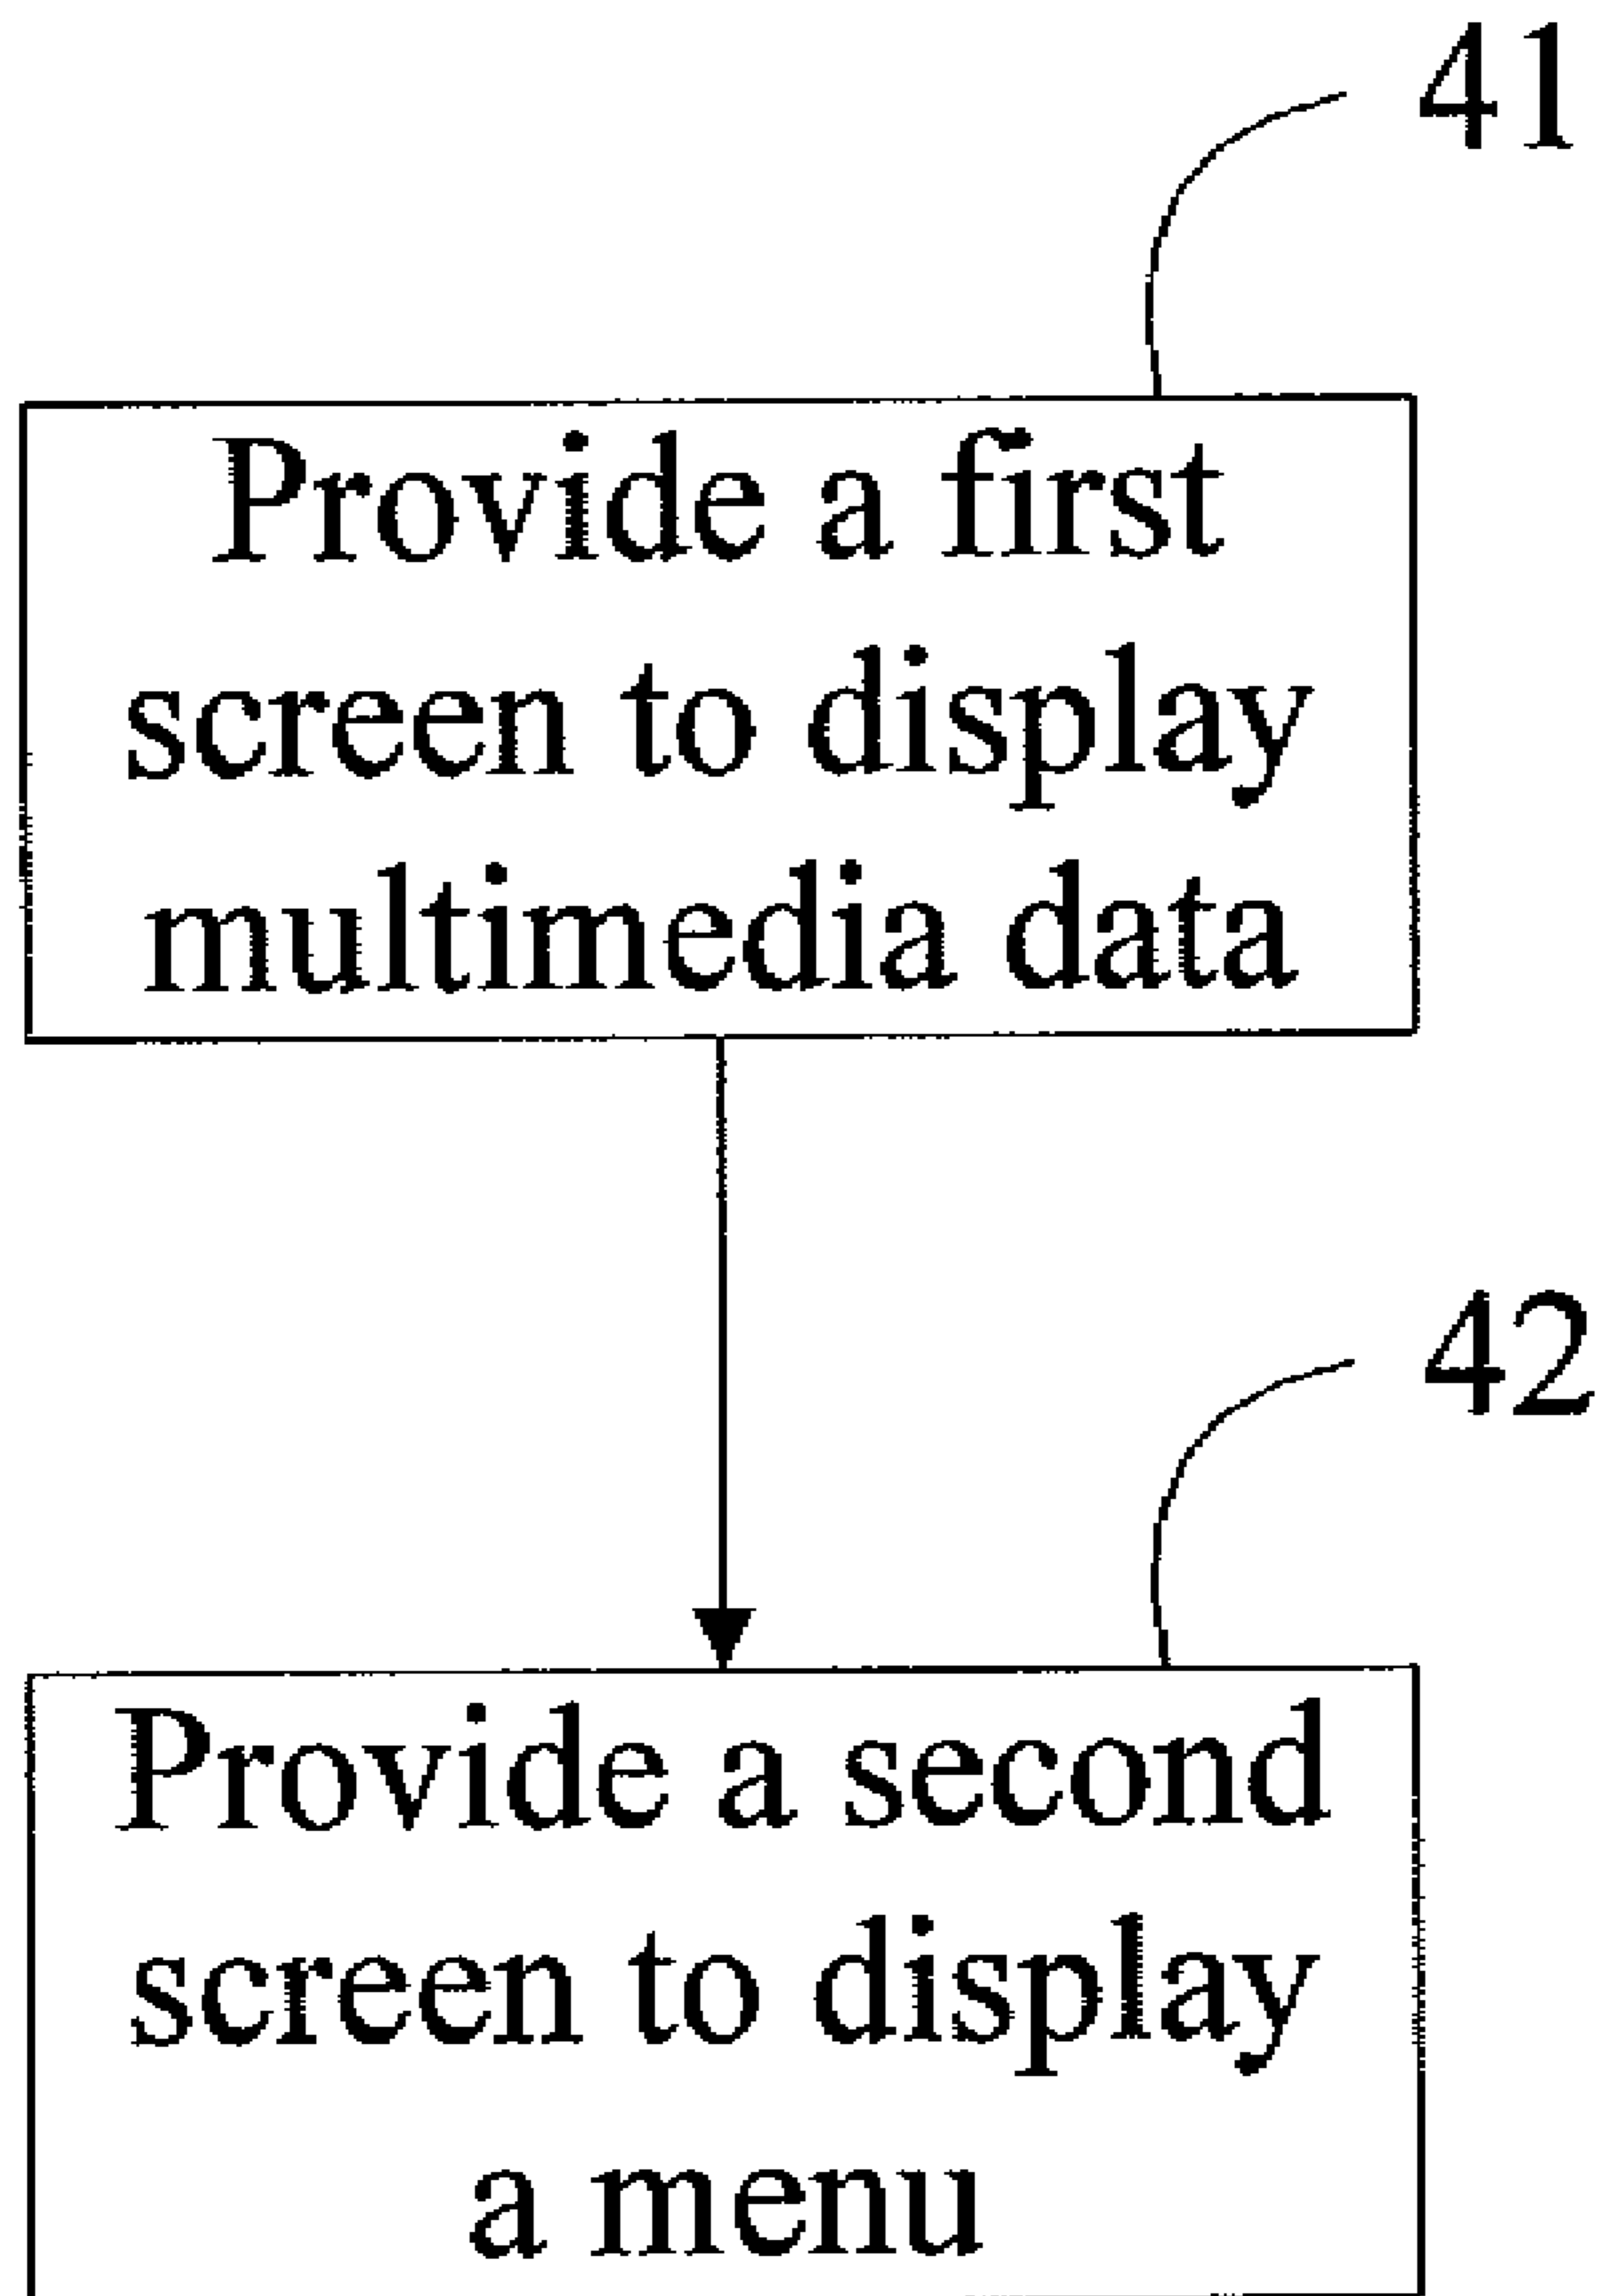 41
Provide a first
screen to display
multimedia data
42
Provide a second
screen to display
a menu